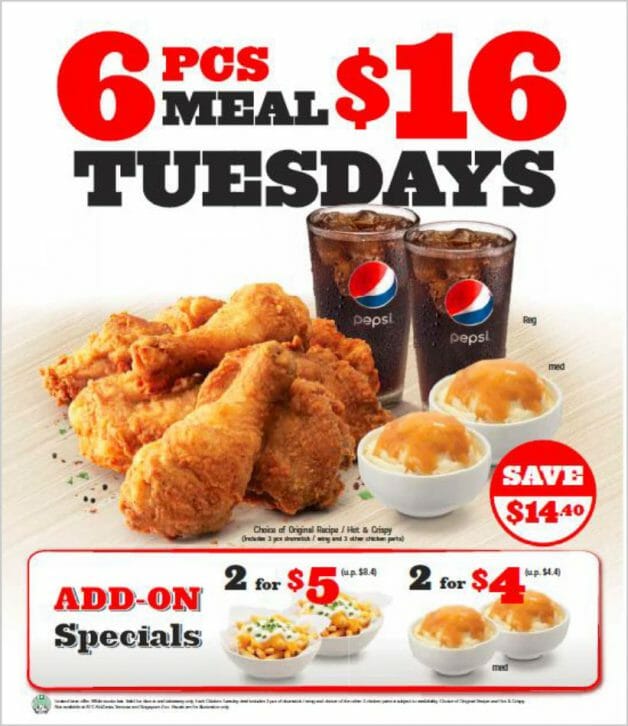 6 PCS MEAL $16
TUESDAYS
pepsi
pepsi
Reg
med
SAVE
$14.40
Choice of Original Recipe / Hot & Crispy
(Includes 3 pcs drumstick / wing and 3 other chicken parts)
ADD-ON
Specials
2 for $5 (u.p. $8.4)
2 for $4 (u.p. $4.4)
med